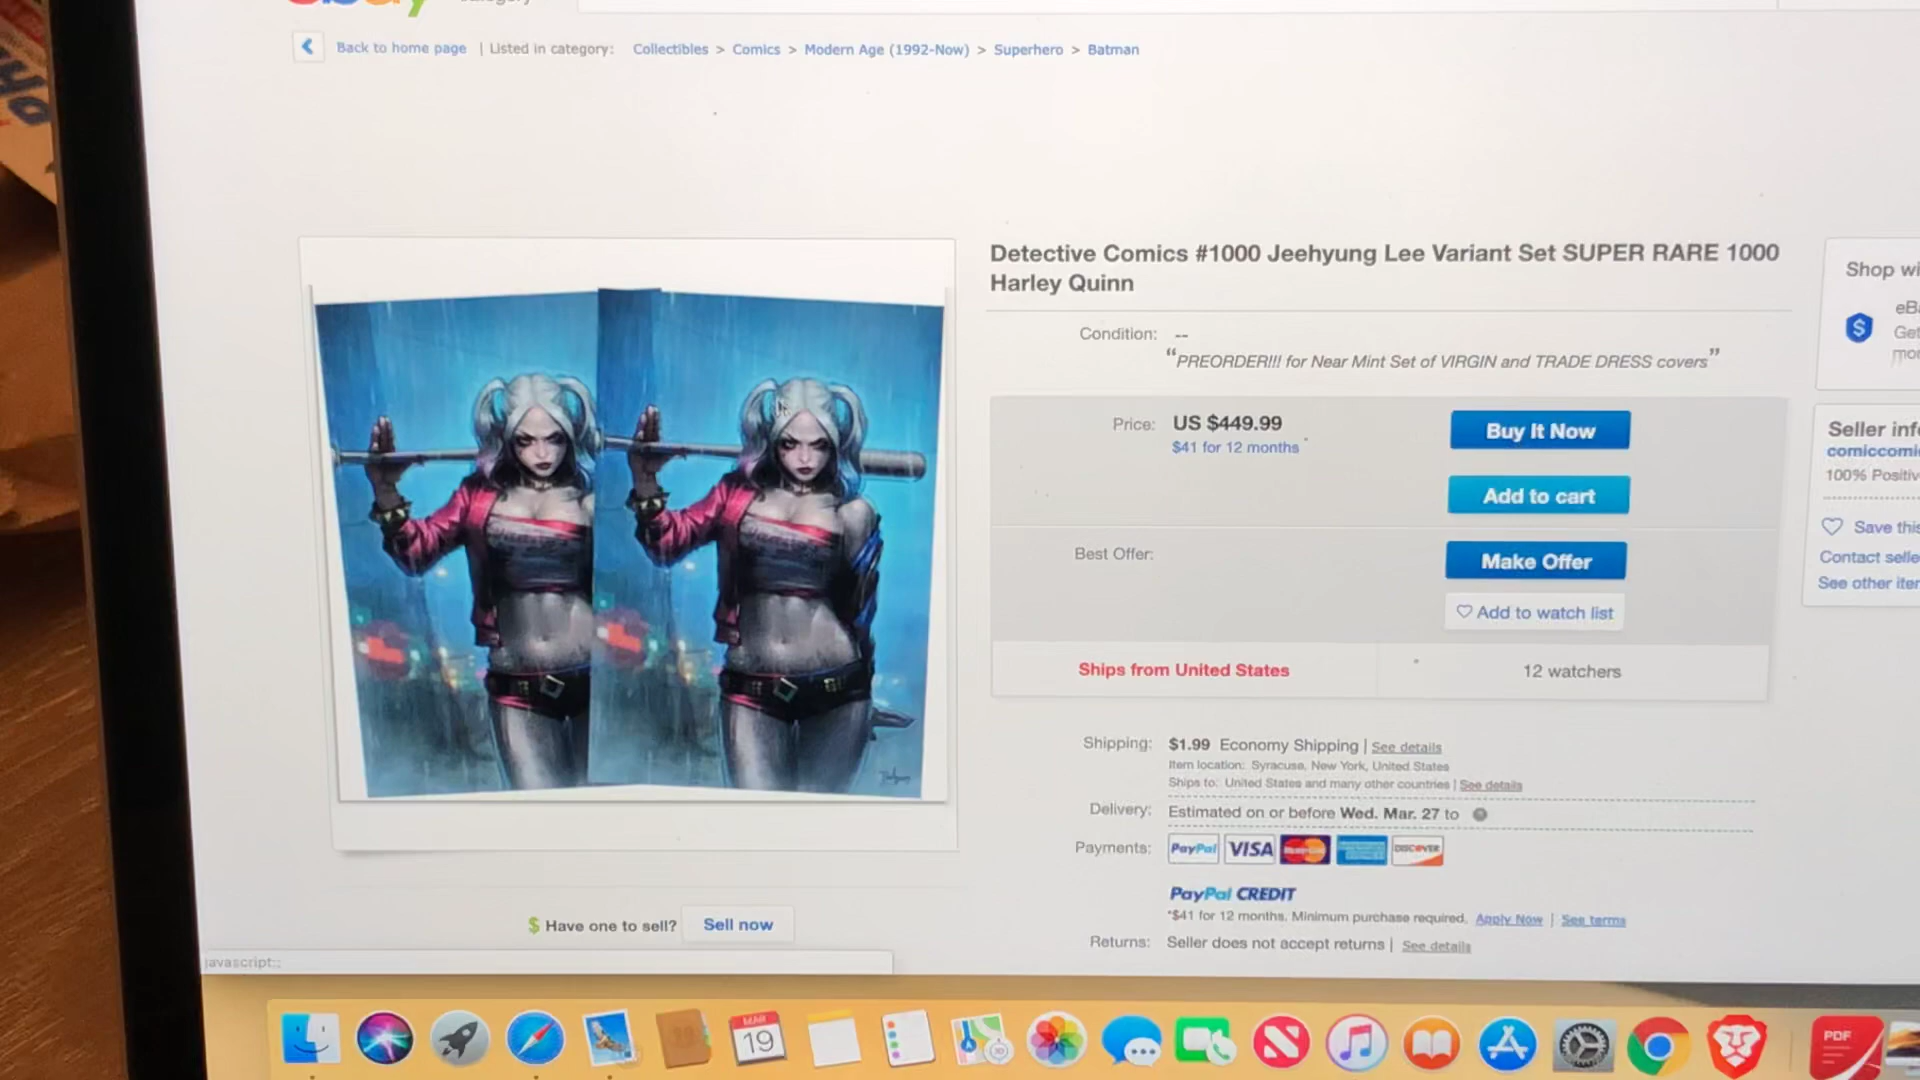 Back to home page | Listed in category: Collectibles > Comics > Modern Age (1992-Now) > Superhero > Batman
Detective Comics #1000 Jeehyung Lee Variant Set SUPER RARE 1000
Harley Quinn
Condition: --
“PREORDER!!! for Near Mint Set of VIRGIN and TRADE DRESS covers”
Price: US $449.99
$41 for 12 months
Buy It Now
Add to cart
Best Offer:
Make Offer
Add to watch list
Ships from United States
12 watchers
Shipping: $1.99 Economy Shipping | See details
Item location: Syracuse, New York, United States
Ships to: United States and many other countries | See details
Delivery: Estimated on or before Wed. Mar. 27 to
Payments: PayPal VISA MasterCard DISCOVER
PayPal CREDIT
*$41 for 12 months. Minimum purchase required. Apply Now | See terms
Returns: Seller does not accept returns | See details
Shop
Seller
100%
Save
Contact
See other
$ Have one to sell? Sell now
javascript:;
MAR
19
PDF